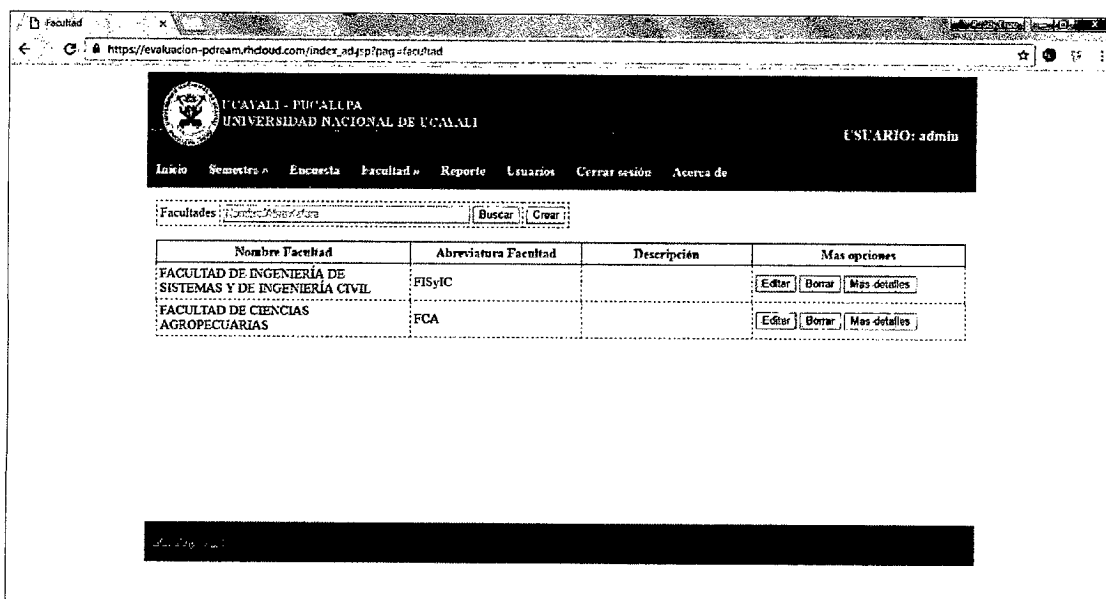 Facultad
https://evaluacion-pdream.rhcloud.com/index_ad.jsp?pag=facultad
UCAYALI - PUCALLPA
UNIVERSIDAD NACIONAL DE UCAYALI
USUARIO: admin
Inicio Semestre » Encuesta Facultad » Reporte Usuarios Cerrar sesión Acerca de
Facultades Nombre/Abreviatura Buscar Crear
Nombre Facultad Abreviatura Facultad Descripción Mas opciones
FACULTAD DE INGENIERÍA DE
SISTEMAS Y DE INGENIERÍA CIVIL FISyIC Editar Borrar Mas detalles
FACULTAD DE CIENCIAS
AGROPECUARIAS FCA Editar Borrar Mas detalles